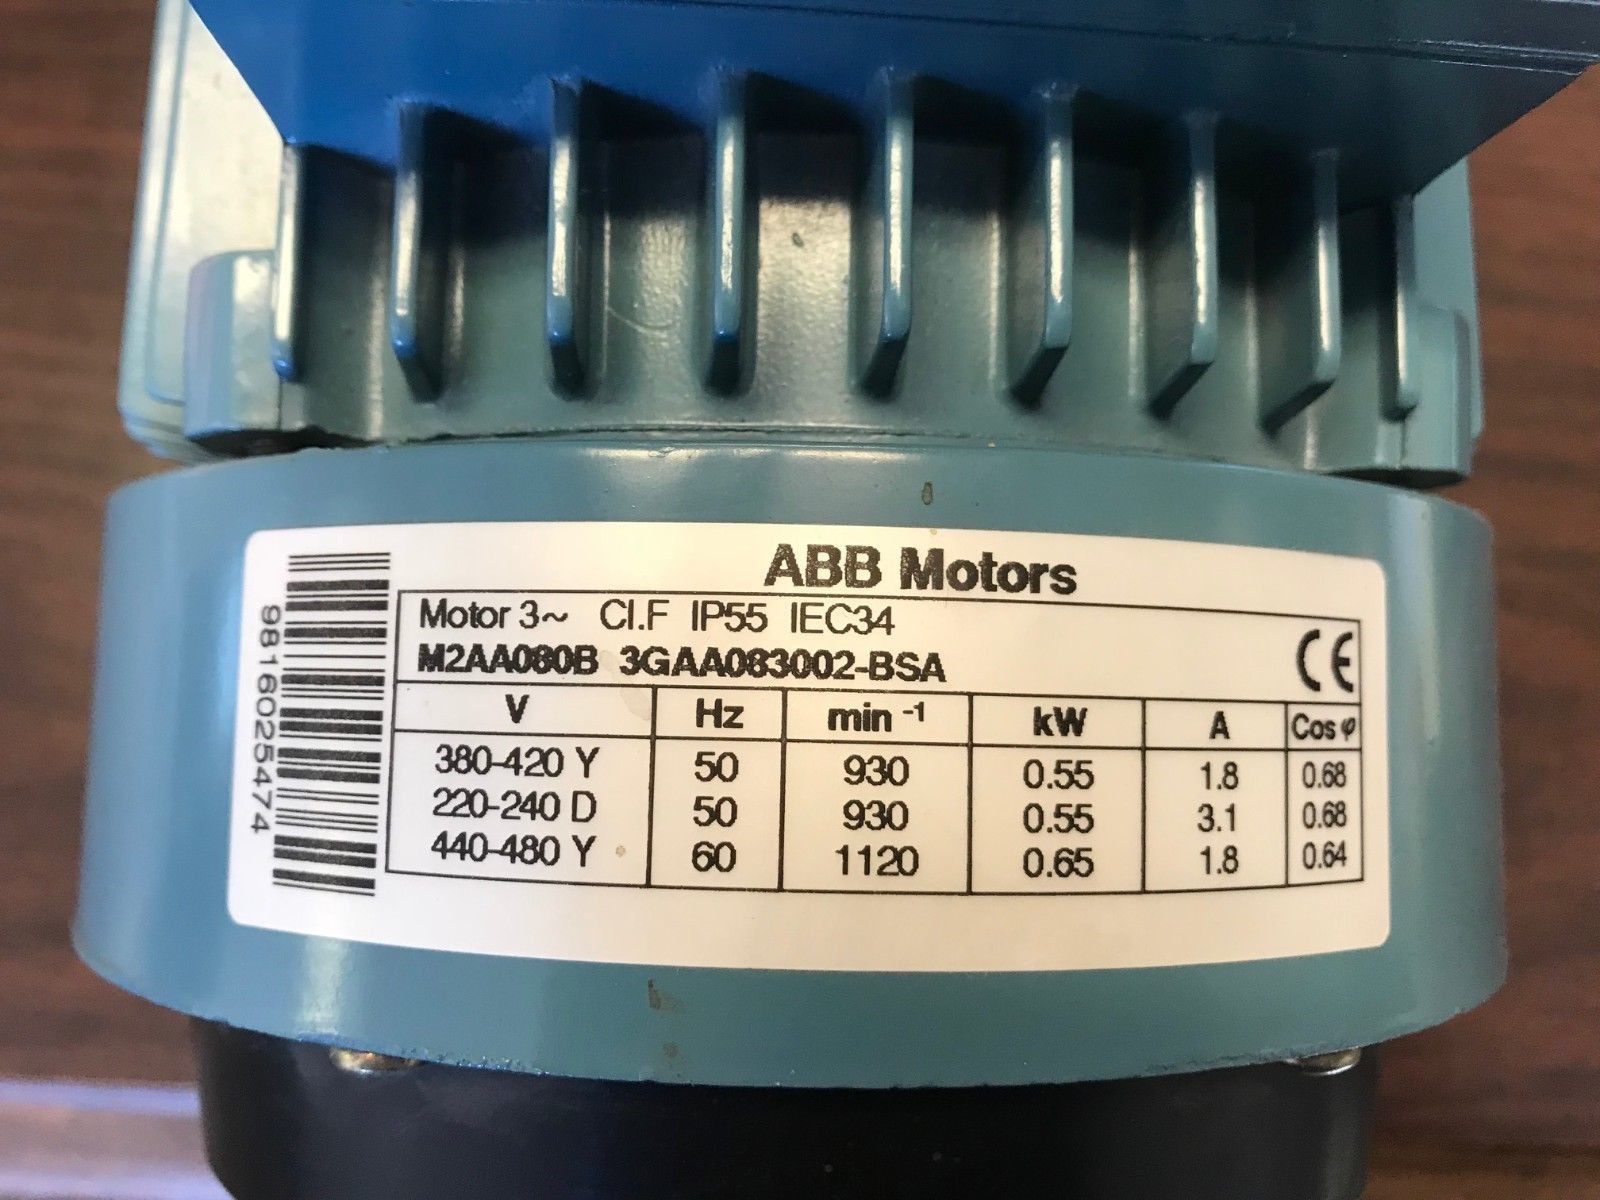 ABB Motors
Motor 3~ Cl.F IP55 IEC34
M2AA080B 3GAA083002-BSA
CE
V Hz min -1 kW A Cos φ
380-420 Y 50 930 0.55 1.8 0.68
220-240 D 50 930 0.55 3.1 0.68
440-480 Y 60 1120 0.65 1.8 0.64
9816025474